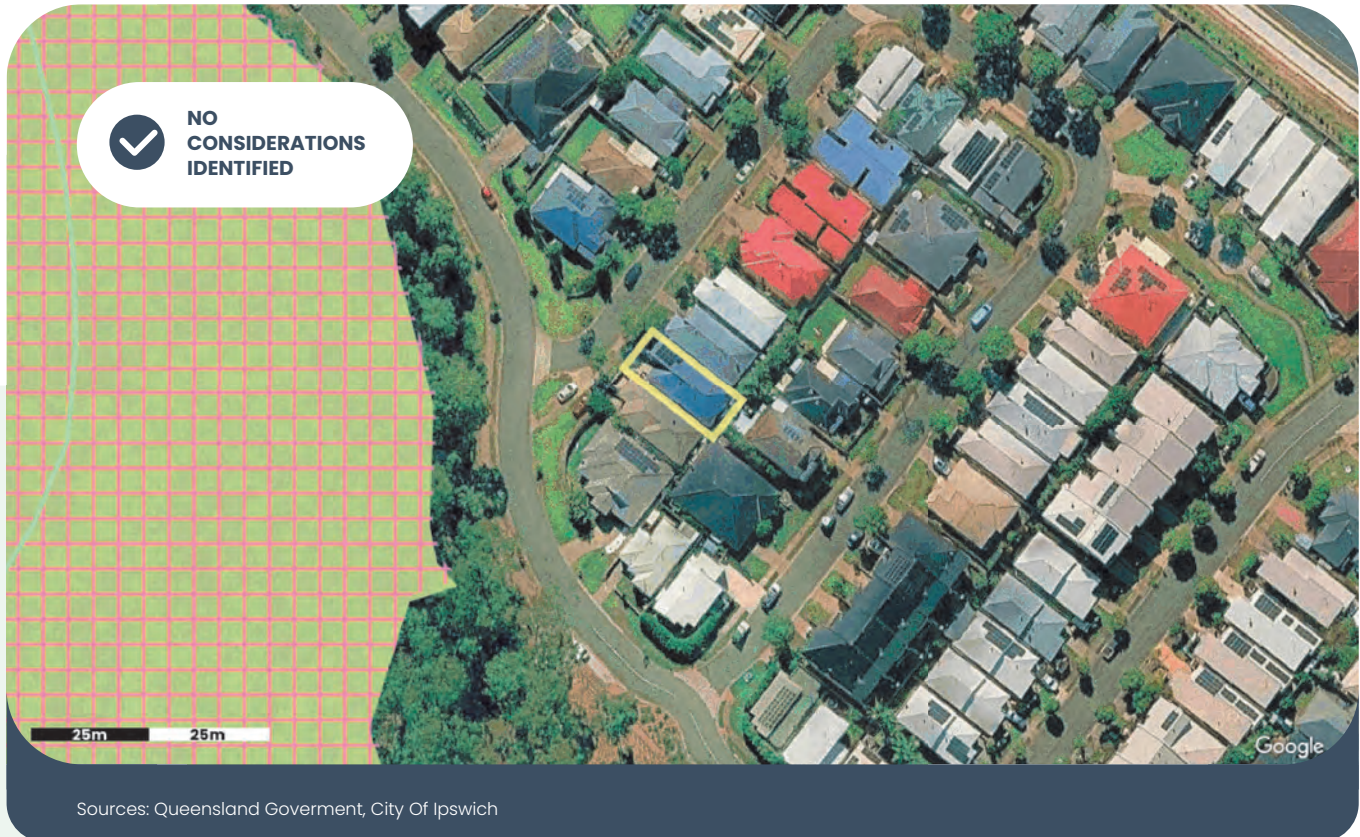 NO
CONSIDERATIONS
IDENTIFIED
25m 25m
Google
Sources: Queensland Goverment, City Of Ipswich